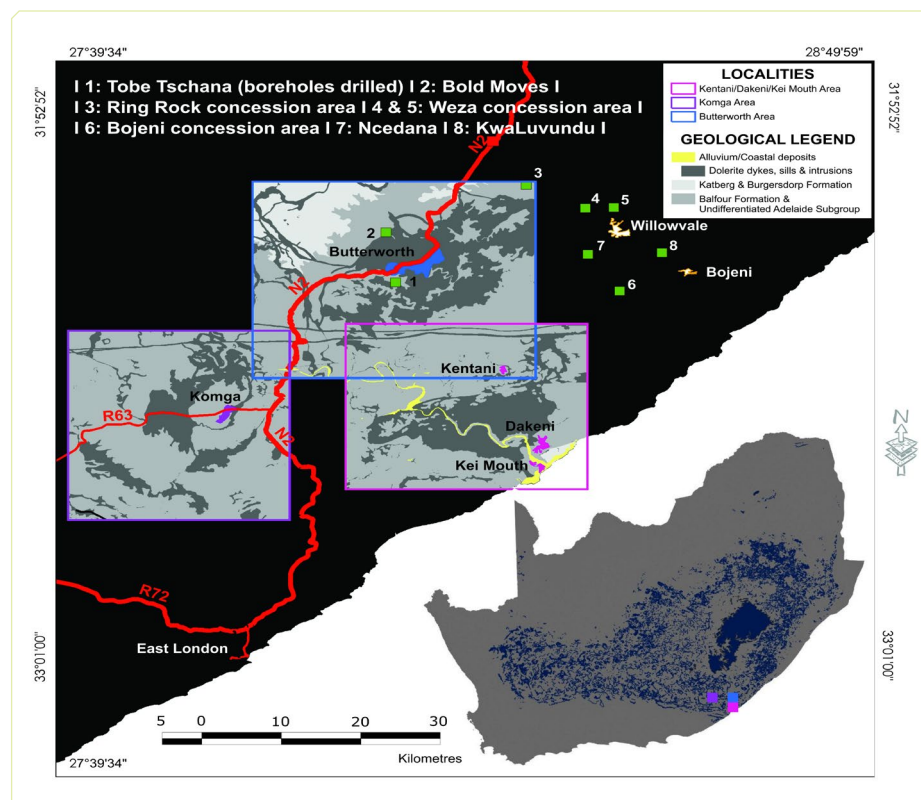 27°39'34"
28°49'59"
31°52'52"
31°52'52"
I 1: Tobe Tschana (boreholes drilled) I 2: Bold Moves I
I 3: Ring Rock concession area I 4 & 5: Weza concession area I
I 6: Bojeni concession area I 7: Ncedana I 8: KwaLuvundu I
LOCALITIES
Kentani/Dakeni/Kei Mouth Area
Komga Area
Butterworth Area
GEOLOGICAL LEGEND
Alluvium/Coastal deposits
Dolerite dykes, sills & intrusions
Katberg & Burgersdorp Formation
Balfour Formation &
Undifferentiated Adelaide Subgroup
N2
3
4
5
Willowvale
2
Butterworth
7
8
Bojeni
1
6
N2
Kentani
Komga
R63
N2
Dakeni
Kei Mouth
N
R72
East London
33°01'00"
33°01'00"
5 0 10 20 30
Kilometres
27°39'34"